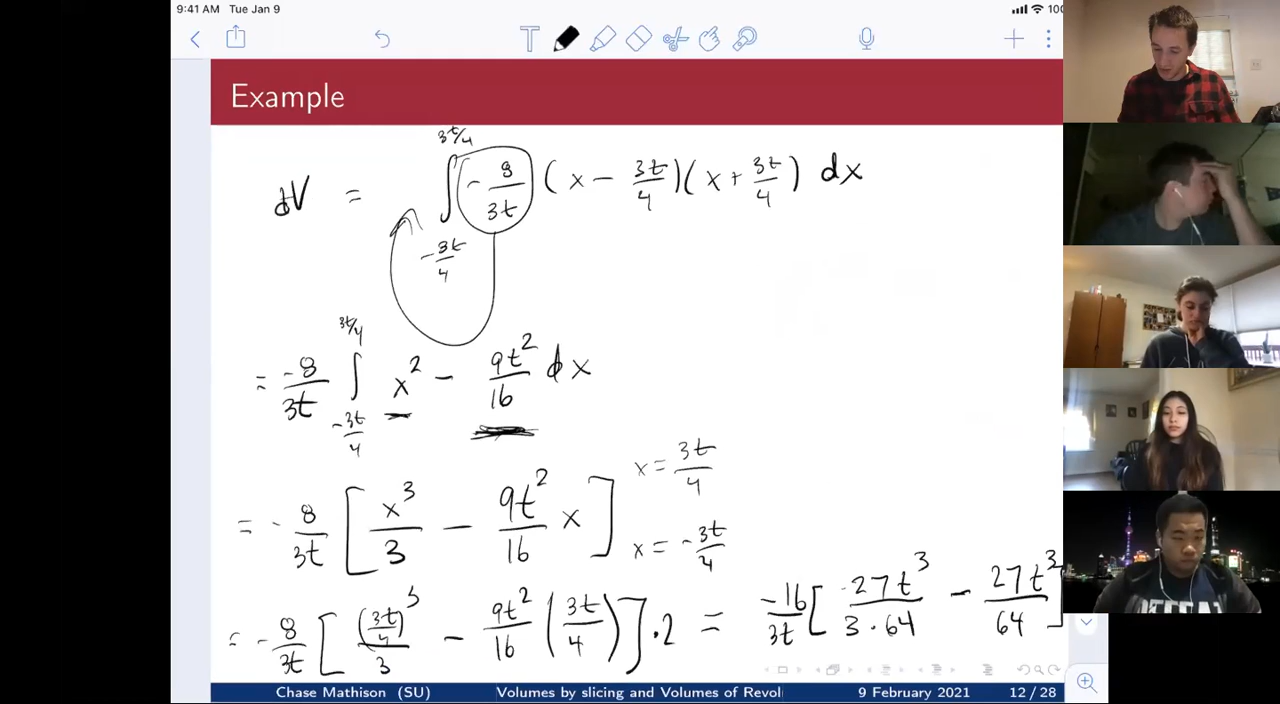 9:41 AM Tue Jan 9
100
T
Example
dV = ∫_{-3t/4}^{3t/4} -8/3t (x - 3t/4)(x + 3t/4) dx
= -8/3t ∫_{-3t/4}^{3t/4} x² - 9t²/16 dx
= -8/3t [x³/3 - 9t²/16 x] x = 3t/4 x = -3t/4
= -8/3t [(3t/4)³/3 - 9t²/16 (3t/4)] · 2 = -16/3t [27t³/3·64 - 27t³/64]
Chase Mathison (SU) Volumes by slicing and Volumes of Revol 9 February 2021 12 / 28